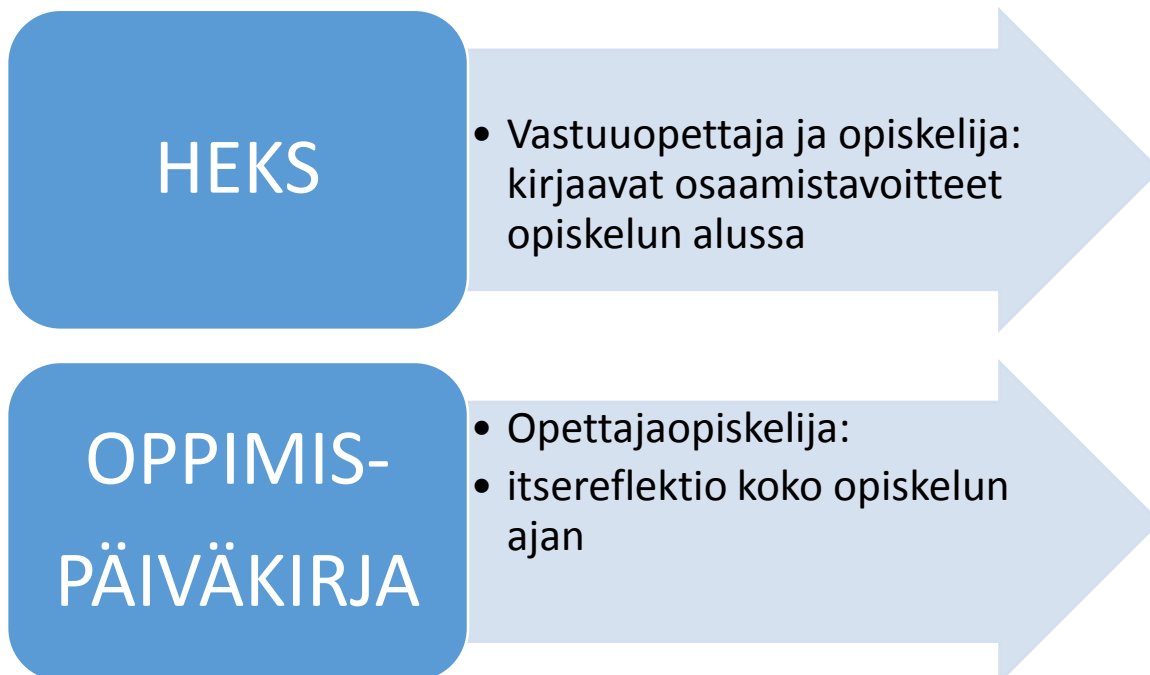 HEKS
• Vastuuopettaja ja opiskelija:
kirjaavat osaamistavoitteet
opiskelun alussa
OPPIMIS-
PÄIVÄKIRJA
• Opettajaopiskelija:
• itsereflektio koko opiskelun
ajan